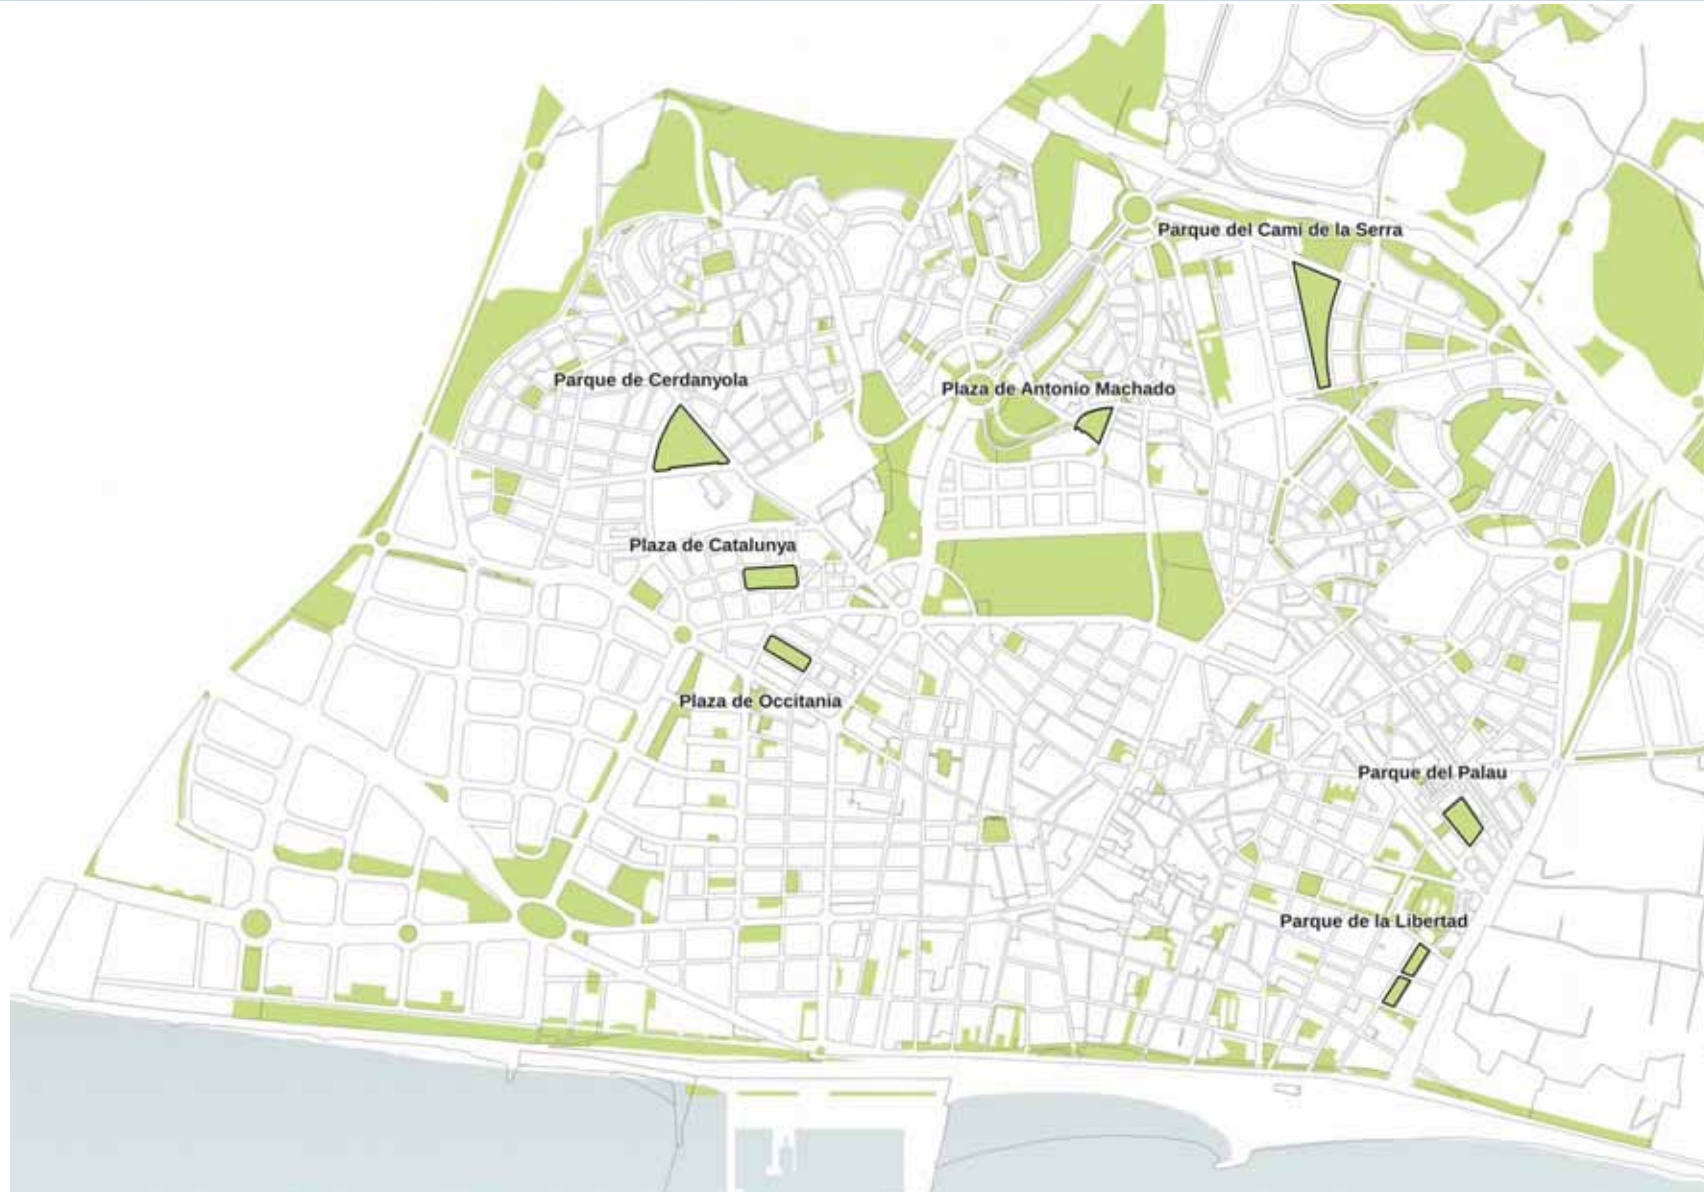 Parque del Camí de la Serra
Parque de Cerdanyola
Plaza de Antonio Machado
Plaza de Catalunya
Plaza de Occitania
Parque del Palau
Parque de la Libertad